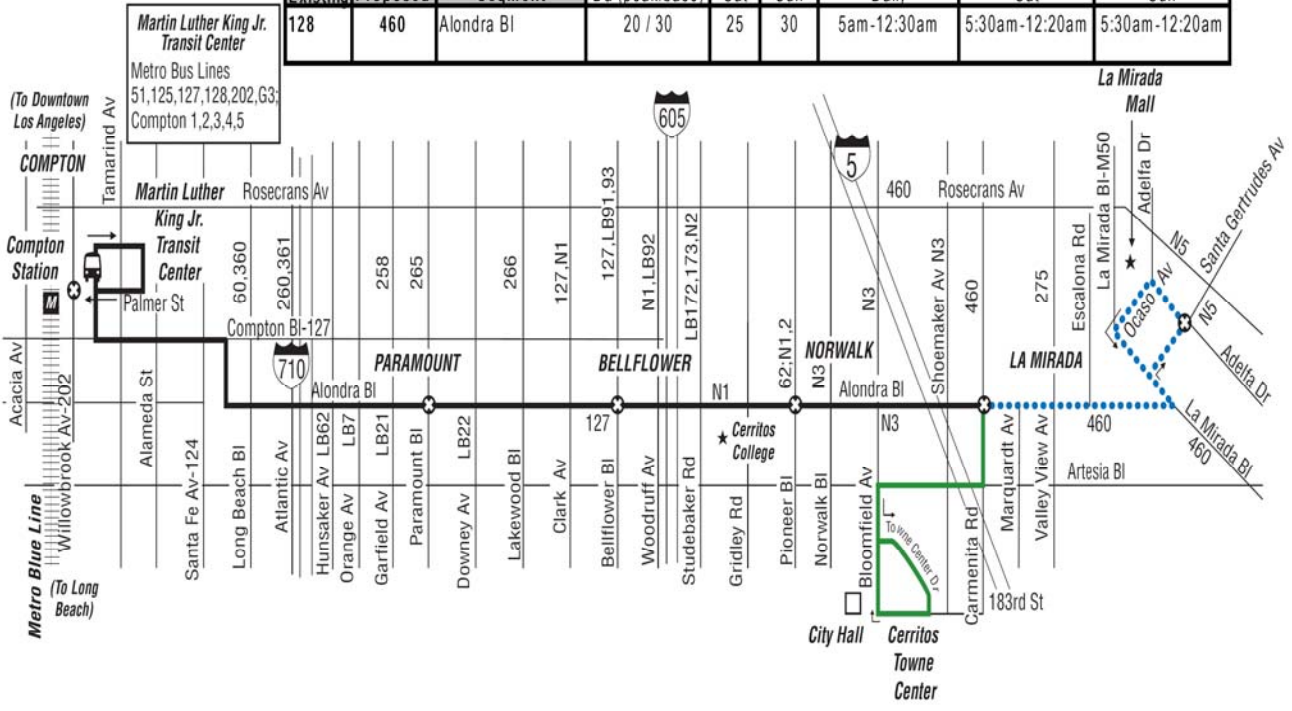 128 460 Alondra Bl 20 / 30 25 30 5am-12:30am 5:30am-12:20am 5:30am-12:20am
Martin Luther King Jr.
Transit Center
Metro Bus Lines
51,125,127,128,202,G3;
Compton 1,2,3,4,5
(To Downtown
Los Angeles)
COMPTON
Tamarind Av
Martin Luther
King Jr.
Transit
Center
Rosecrans Av
605
5
460 Rosecrans Av
La Mirada
Mall
La Mirada Bl-M50
Adelfa Dr
Santa Gertrudes Av
N5
Compton
Station
M
Palmer St
60,360
260,361
258
265
266
127,N1
127,LB91,93
N1,LB92
LB172,173,N2
62;N1,2
N3
N3
Shoemaker Av N3
460
275
Escalona Rd
Ocaso Av
N5
Adelfa Dr
Compton Bl-127
710
PARAMOUNT
BELLFLOWER
NORWALK
LA MIRADA
Alondra Bl
N1
Alondra Bl
127
N3
460
La Mirada Bl
460
Cerritos
College
Artesia Bl
Acacia Av
Willowbrook Av-202
Alameda St
Santa Fe Av-124
Long Beach Bl
Atlantic Av
Hunsaker Av LB62
Orange Av LB7
Garfield Av LB21
Paramount Bl
Downey Av LB22
Lakewood Bl
Clark Av
Bellflower Bl
Woodruff Av
Studebaker Rd
Gridley Rd
Pioneer Bl
Norwalk Bl
Bloomfield Av
Towne Center Dr
Carmenita Rd
Marquardt Av
Valley View Av
183rd St
Metro Blue Line
(To Long
Beach)
City Hall
Cerritos
Towne
Center